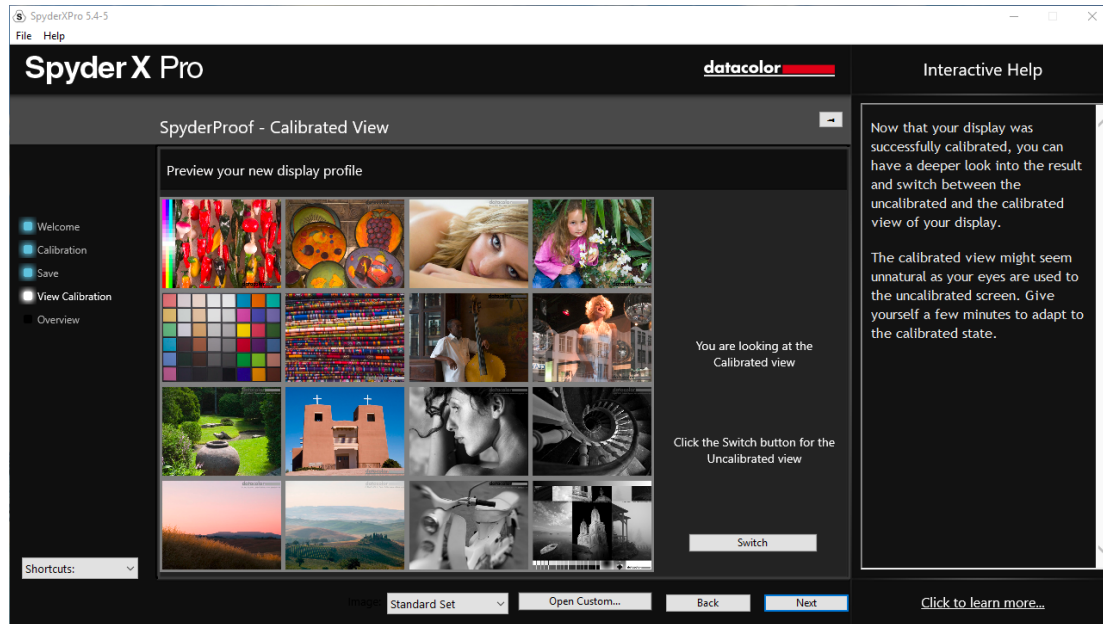 SpyderXPro 5.4-5
File Help
Spyder X Pro
datacolor
Interactive Help
SpyderProof - Calibrated View
Preview your new display profile
Welcome
Calibration
Save
View Calibration
Overview
Shortcuts:
datacolor
You are looking at the
Calibrated view
Click the Switch button for the
Uncalibrated view
Switch
Standard Set
Open Custom...
Back
Next
Now that your display was
successfully calibrated, you can
have a deeper look into the result
and switch between the
uncalibrated and the calibrated
view of your display.
The calibrated view might seem
unnatural as your eyes are used to
the uncalibrated screen. Give
yourself a few minutes to adapt to
the calibrated state.
Click to learn more...